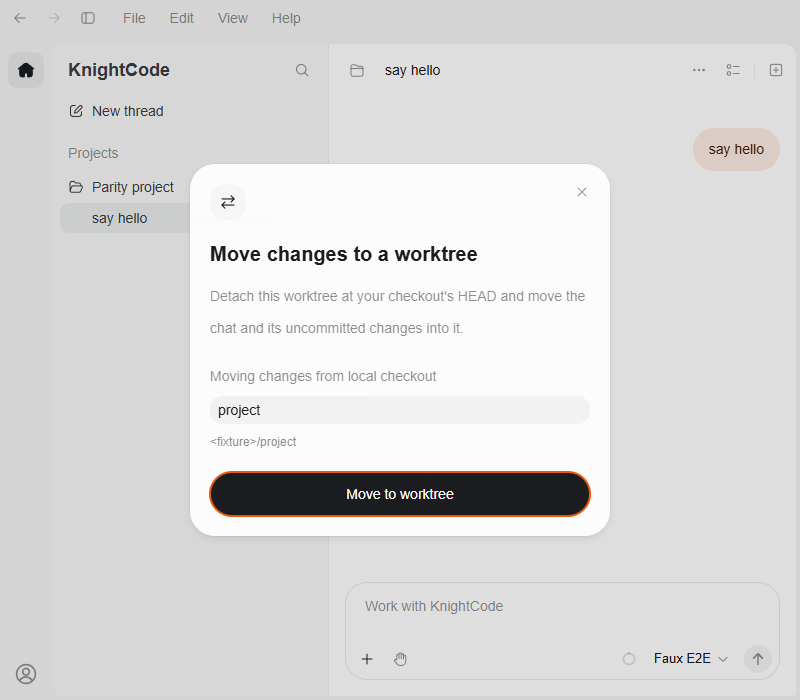 File Edit View Help
KnightCode
New thread
Projects
Parity project
say hello
say hello
say hello
Move changes to a worktree
Detach this worktree at your checkout's HEAD and move the
chat and its uncommitted changes into it.
Moving changes from local checkout
project
<fixture>/project
Move to worktree
Work with KnightCode
Faux E2E